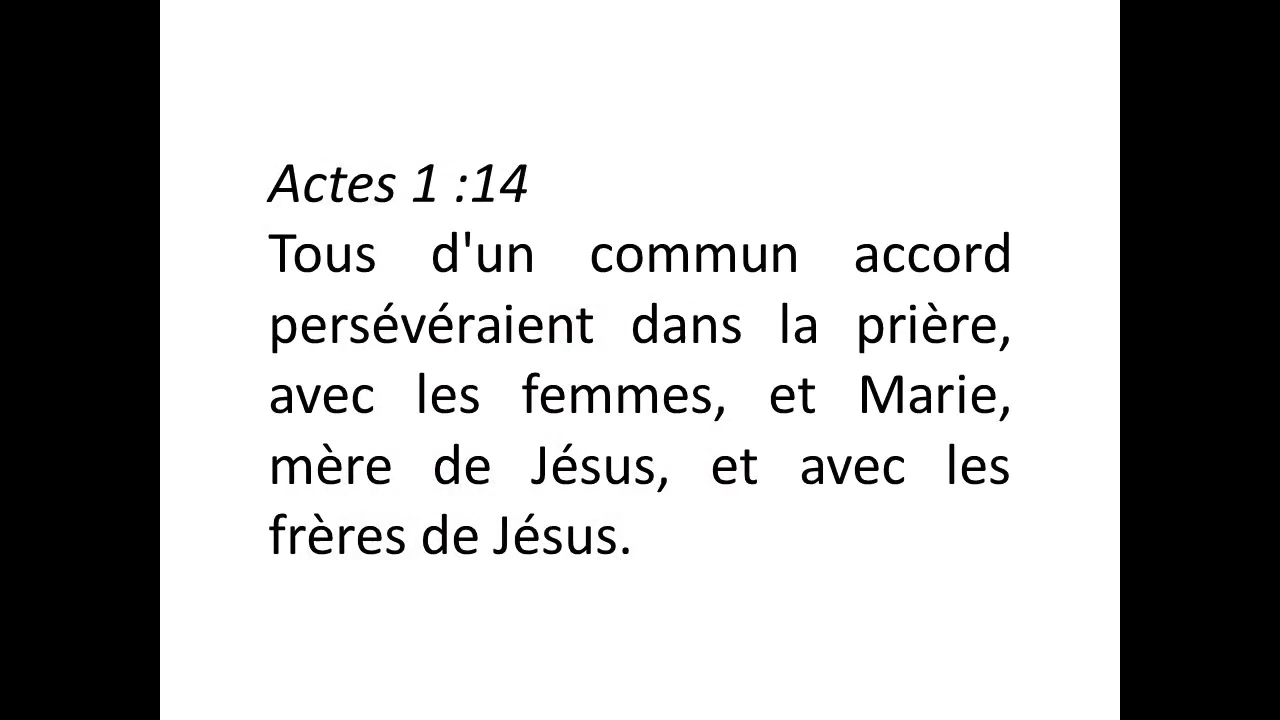 Actes 1 :14
Tous d'un commun accord
persévéraient dans la prière,
avec les femmes, et Marie,
mère de Jésus, et avec les
frères de Jésus.